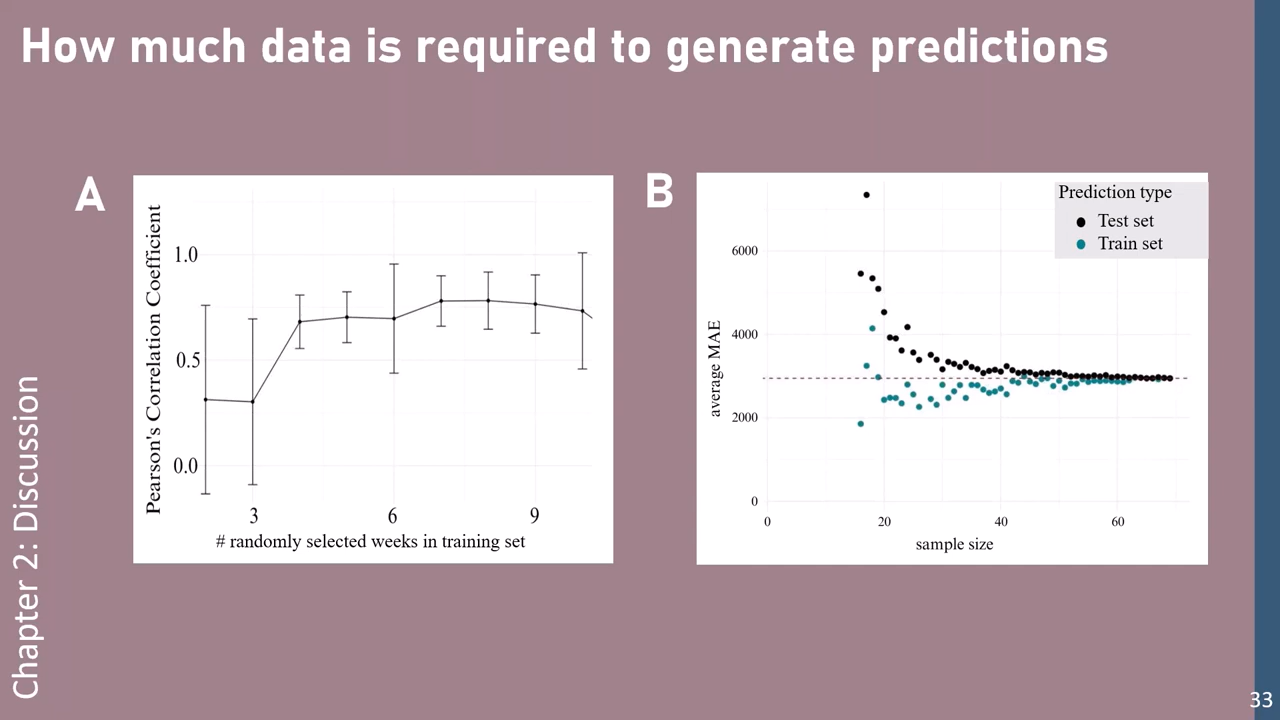 How much data is required to generate predictions
A
Pearson's Correlation Coefficient
1.0
0.5
0.0
3 6 9
# randomly selected weeks in training set
B
Prediction type
Test set
Train set
average MAE
6000
4000
2000
0
0 20 40 60
sample size
Chapter 2: Discussion
33